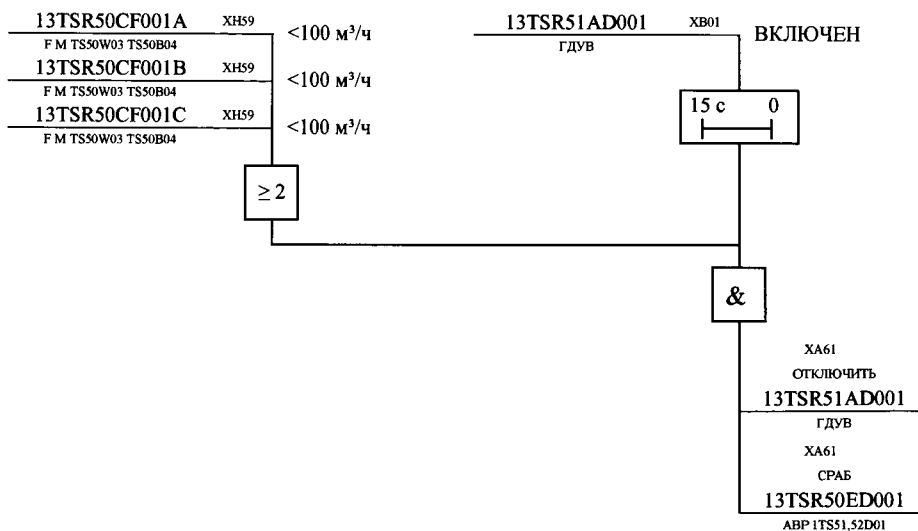 13TSR50CF001A XH59 <100 м³/ч
F M TS50W03 TS50B04
13TSR50CF001B XH59 <100 м³/ч
F M TS50W03 TS50B04
13TSR50CF001C XH59 <100 м³/ч
F M TS50W03 TS50B04
≥ 2
13TSR51AD001 XB01 ВКЛЮЧЕН
ГДУВ
15 с 0
&
XA61
ОТКЛЮЧИТЬ
13TSR51AD001
ГДУВ
XA61
СРАБ
13TSR50ED001
АВР 1TS51,52D01